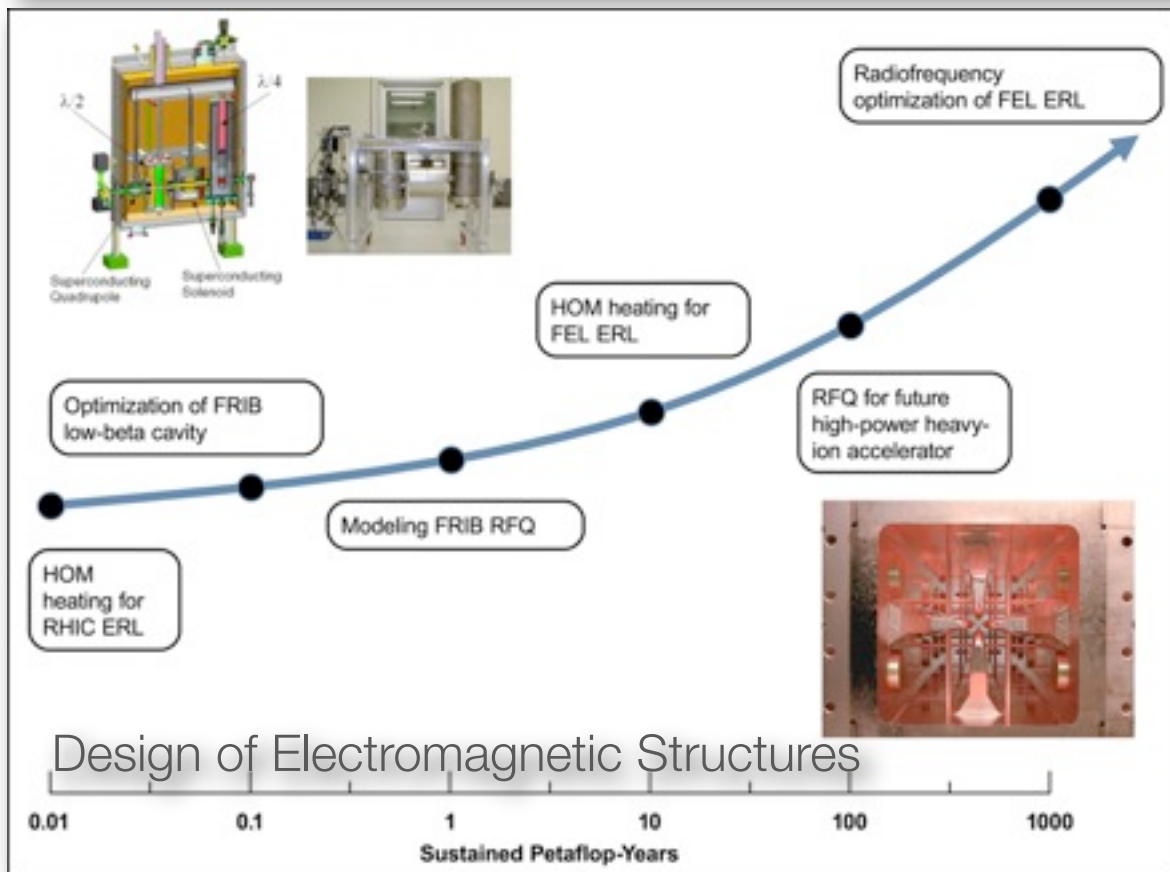 λ/2
λ/4
Superconducting
Quadrupole
Superconducting
Solenoid
Radiofrequency
optimization of FEL ERL
HOM heating for
FEL ERL
Optimization of FRIB
low-beta cavity
RFQ for future
high-power heavy-
ion accelerator
Modeling FRIB RFQ
HOM
heating for
RHIC ERL
Design of Electromagnetic Structures
0.01 0.1 1 10 100 1000
Sustained Petaflop-Years